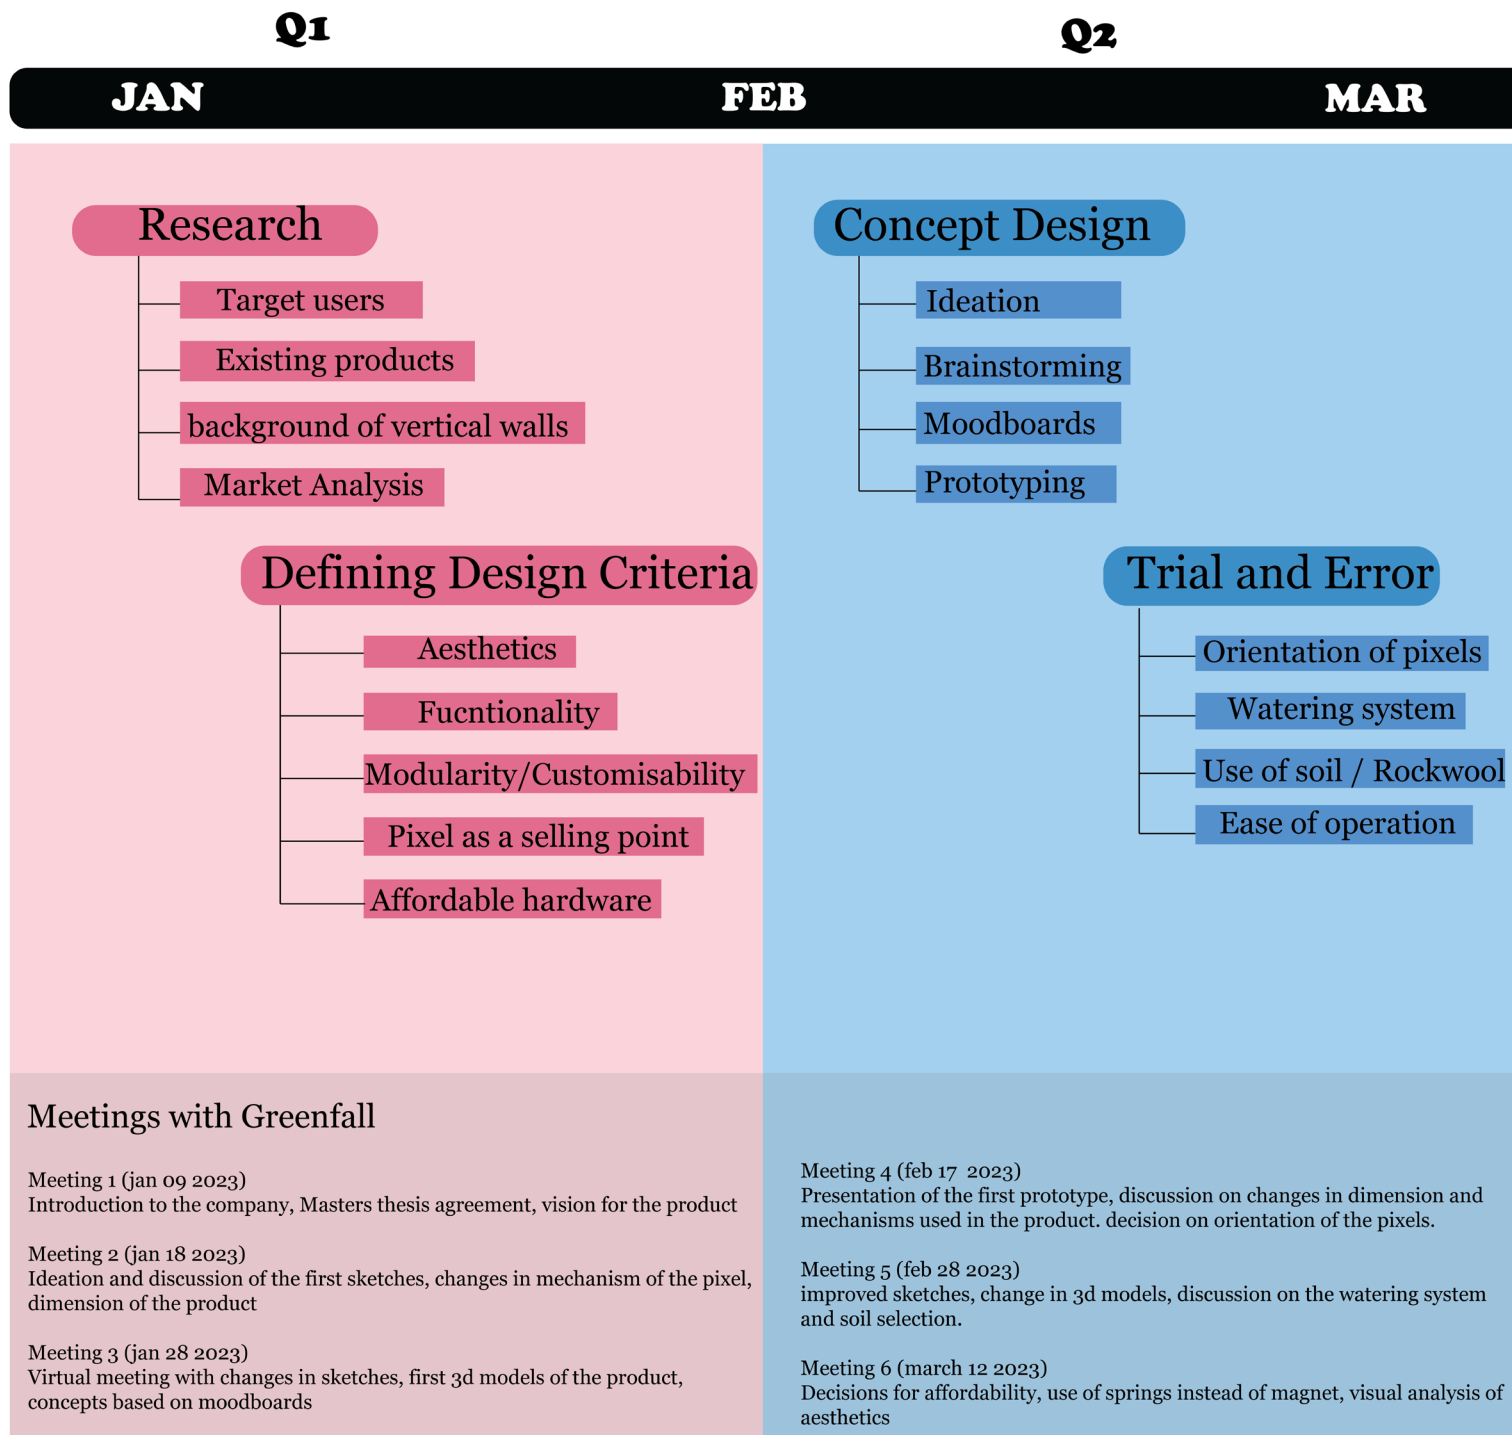 Q1
Q2
JAN
FEB
MAR
Research
Target users
Existing products
background of vertical walls
Market Analysis
Defining Design Criteria
Aesthetics
Fucntionality
Modularity/Customisability
Pixel as a selling point
Affordable hardware
Concept Design
Ideation
Brainstorming
Moodboards
Prototyping
Trial and Error
Orientation of pixels
Watering system
Use of soil / Rockwool
Ease of operation
Meetings with Greenfall
Meeting 1 (jan 09 2023)
Introduction to the company, Masters thesis agreement, vision for the product
Meeting 2 (jan 18 2023)
Ideation and discussion of the first sketches, changes in mechanism of the pixel,
dimension of the product
Meeting 3 (jan 28 2023)
Virtual meeting with changes in sketches, first 3d models of the product,
concepts based on moodboards
Meeting 4 (feb 17 2023)
Presentation of the first prototype, discussion on changes in dimension and
mechanisms used in the product. decision on orientation of the pixels.
Meeting 5 (feb 28 2023)
improved sketches, change in 3d models, discussion on the watering system
and soil selection.
Meeting 6 (march 12 2023)
Decisions for affordability, use of springs instead of magnet, visual analysis of
aesthetics